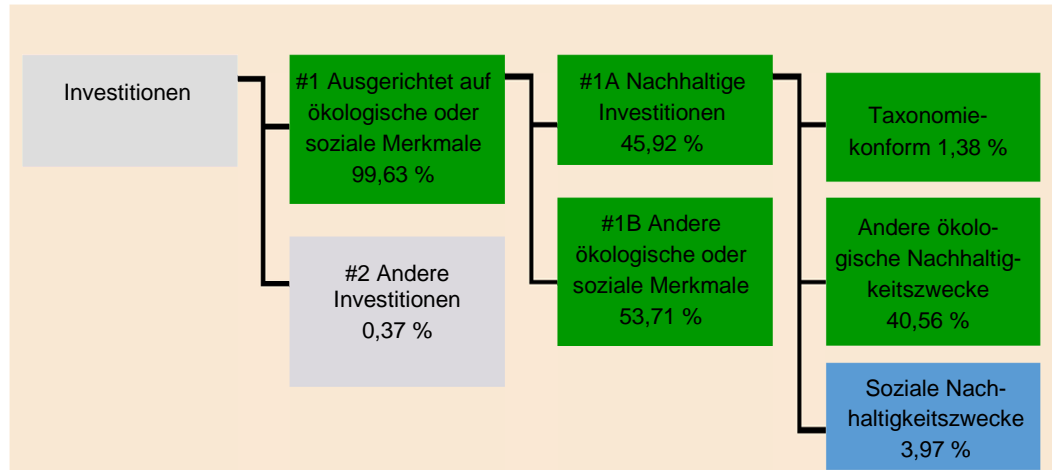 Investitionen
#1 Ausgerichtet auf
ökologische oder
soziale Merkmale
99,63 %
#2 Andere
Investitionen
0,37 %
#1A Nachhaltige
Investitionen
45,92 %
#1B Andere
ökologische oder
soziale Merkmale
53,71 %
Taxonomie-
konform 1,38 %
Andere ökolo-
gische Nachhaltig-
keitszwecke
40,56 %
Soziale Nach-
haltigkeitszwecke
3,97 %